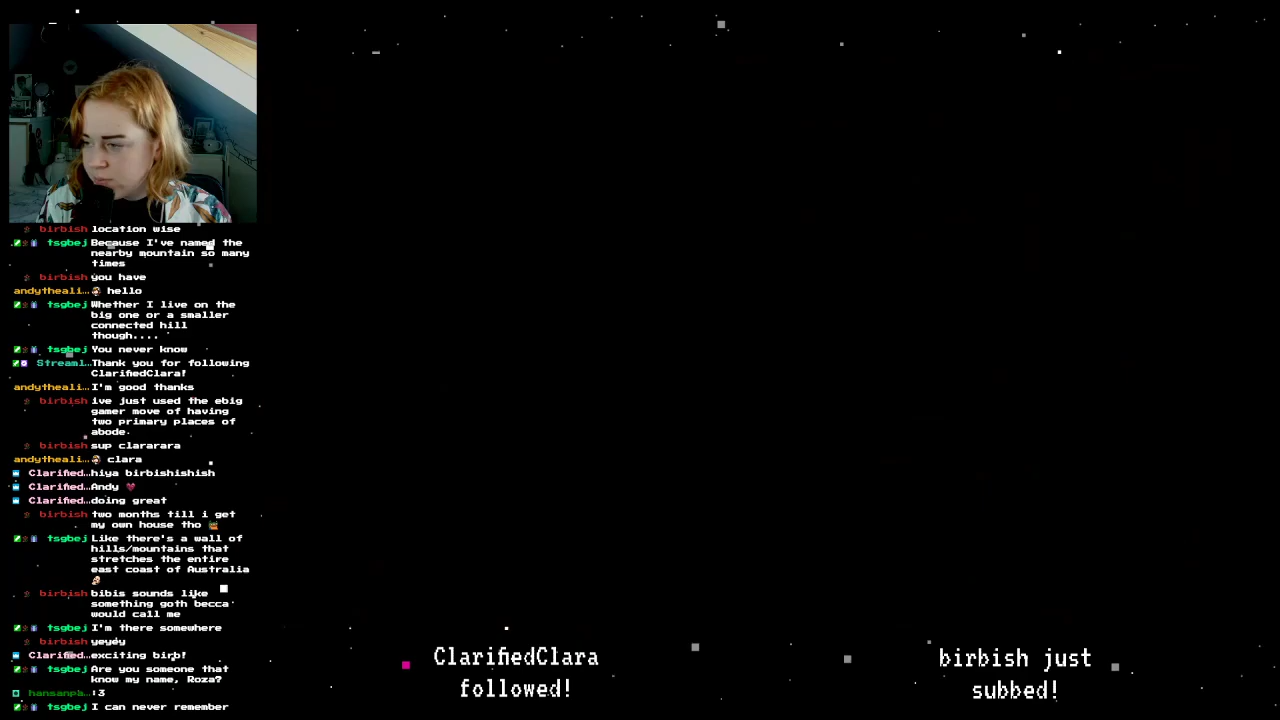 birbish location wise
tsgbej Because I've named the
nearby mountain so many
times
birbish you have
andytheali… hello
tsgbej Whether I live on the
big one or a smaller
connected hill
though....
tsgbej You never know
Streaml… Thank you for following
ClarifiedClara!
andytheali… I'm good thanks
birbish ive just used the ebig
gamer move of having
two primary places of
abode.
birbish sup clararara
andytheali… clara
Clarified… hiya birbishishish
Clarified… Andy
Clarified… doing great
birbish two months till i get
my own house tho
tsgbej Like there's a wall of
hills/mountains that
stretches the entire
east coast of Australia
birbish bibis sounds like
something goth becca
would call me
tsgbej I'm there somewhere
birbish yeyey
Clarified… exciting birb!
tsgbej Are you someone that
know my name, Roza?
hansanpa… :3
tsgbej I can never remember
ClarifiedClara
followed!
birbish just
subbed!